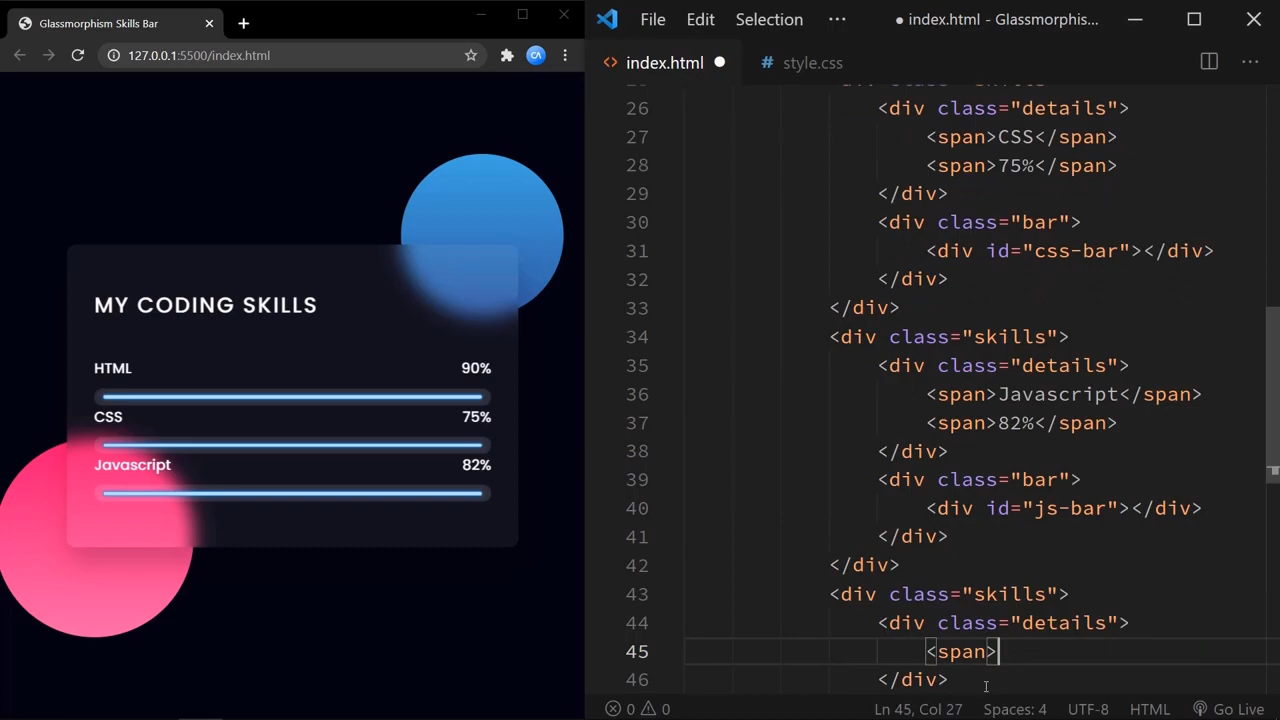 Glassmorphism Skills Bar
127.0.0.1:5500/index.html
MY CODING SKILLS
HTML 90%
CSS 75%
Javascript 82%
File Edit Selection ··· ● index.html - Glassmorphis...
<> index.html ● # style.css ···
26 <div class="details">
27 <span>CSS</span>
28 <span>75%</span>
29 </div>
30 <div class="bar">
31 <div id="css-bar"></div>
32 </div>
33 </div>
34 <div class="skills">
35 <div class="details">
36 <span>Javascript</span>
37 <span>82%</span>
38 </div>
39 <div class="bar">
40 <div id="js-bar"></div>
41 </div>
42 </div>
43 <div class="skills">
44 <div class="details">
45 <span>
46 </div>
0 0 Ln 45, Col 27 Spaces: 4 UTF-8 HTML Go Live